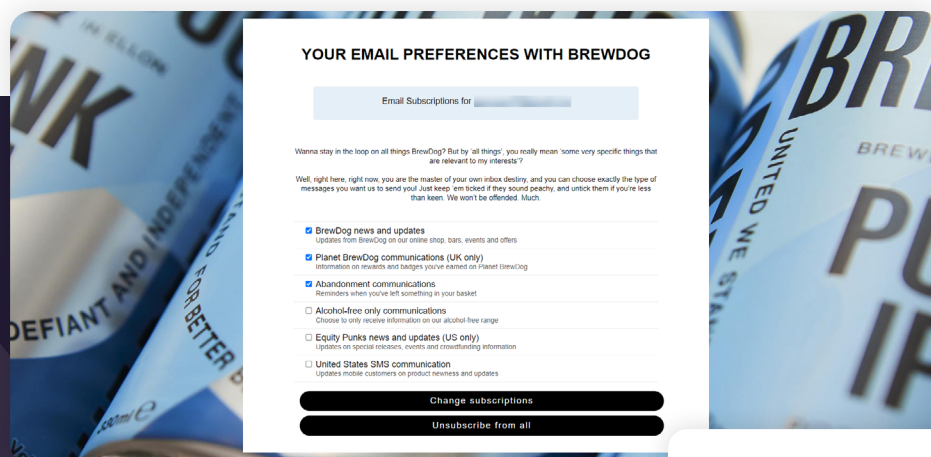 YOUR EMAIL PREFERENCES WITH BREWDOG
Email Subscriptions for
Wanna stay in the loop on all things BrewDog? But by 'all things', you really mean 'some very specific things that
are relevant to my interests'?
Well, right here, right now, you are the master of your own inbox destiny, and you can choose exactly the type of
messages you want us to send you! Just keep 'em ticked if they sound peachy, and untick them if you're less
than keen. We won't be offended. Much.
BrewDog news and updates
Updates from BrewDog on our online shop, bars, events and offers
Planet BrewDog communications (UK only)
Information on rewards and badges you've earned on Planet BrewDog
Abandonment communications
Reminders when you've left something in your basket
Alcohol-free only communications
Choose to only receive information on our alcohol-free range
Equity Punks news and updates (US only)
Updates on special releases, events and crowdfunding information
United States SMS communication
Updates mobile customers on product newness and updates
Change subscriptions
Unsubscribe from all
IN ELLON
NK
DEFIANT AND INDEPENDENT
STAND FOR BETTER
330ml
BR
BREW
UNITED WE STAN
PU
IP